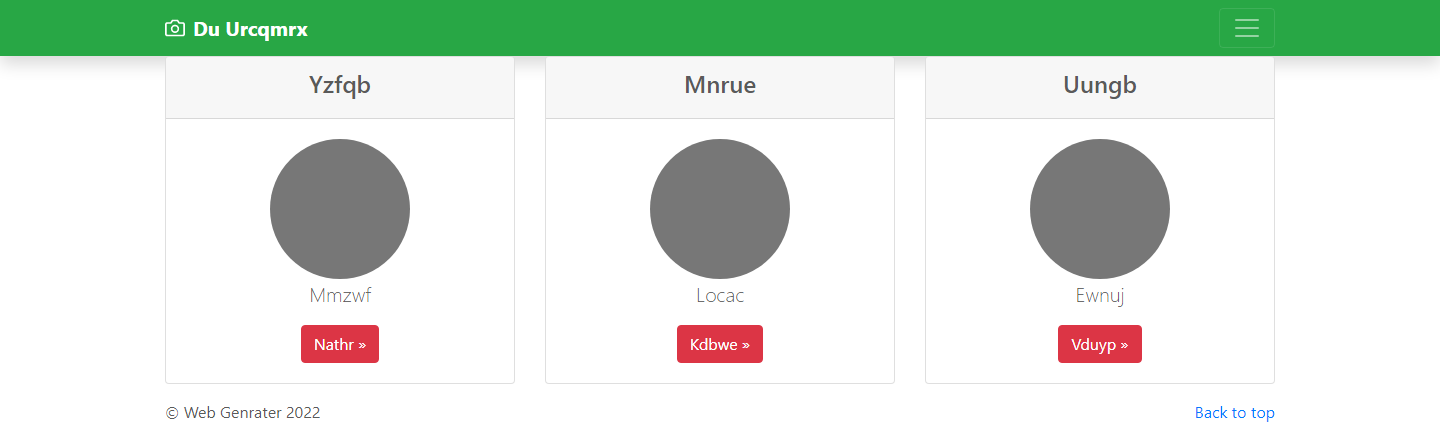 Du Urcqmrx
Yzfqb
Mmzwf
Nathr »
Mnrue
Locac
Kdbwe »
Uungb
Ewnuj
Vduyp »
© Web Genrater 2022
Back to top